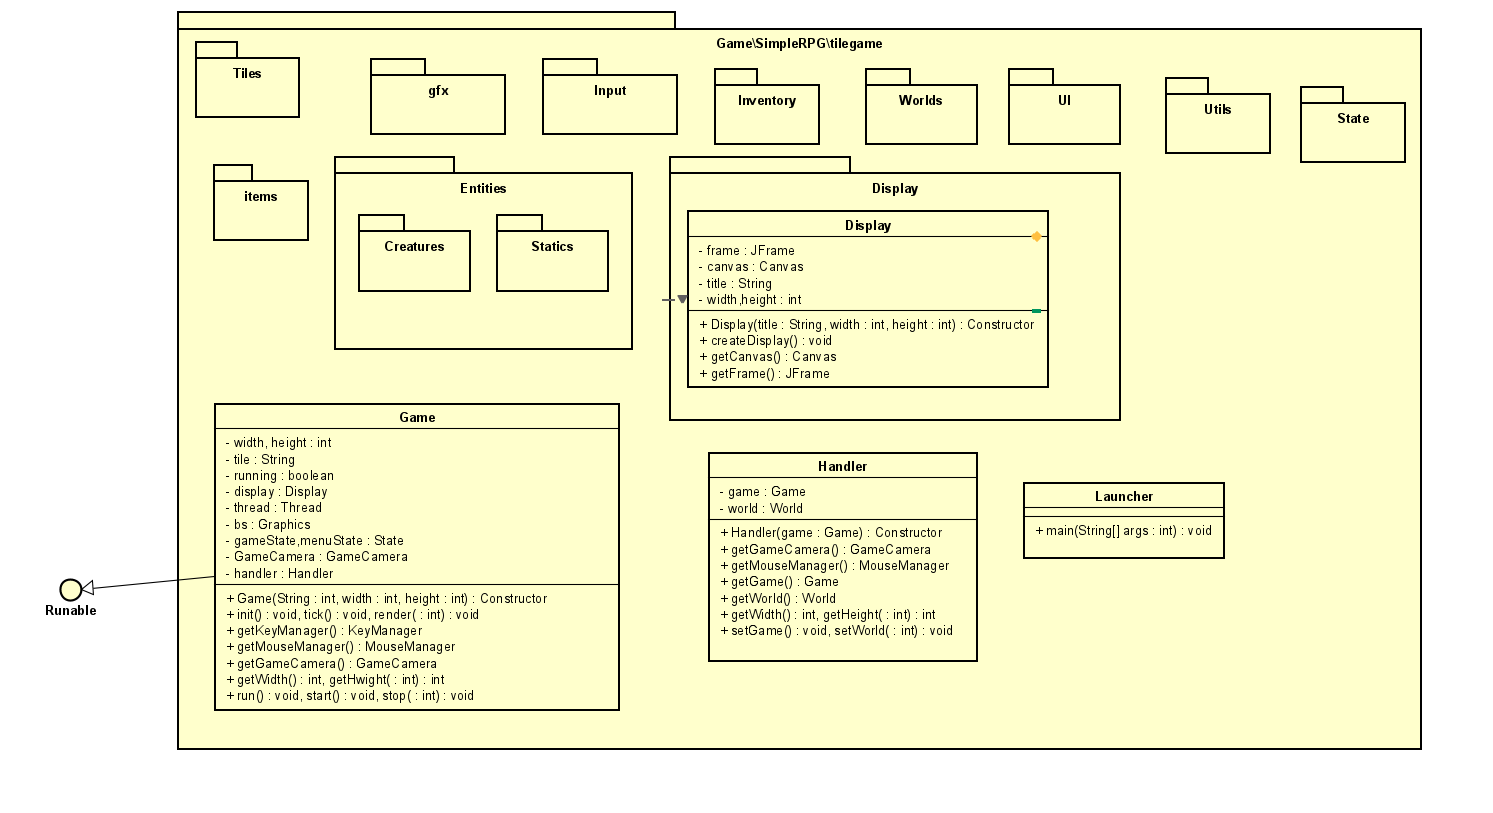 Game\SimpleRPG\tilegame
Tiles
gfx
Input
Inventory
Worlds
UI
Utils
State
items
Entities
Creatures
Statics
Display
Display
- frame : JFrame
- canvas : Canvas
- title : String
- width,height : int
+ Display(title : String, width : int, height : int) : Constructor
+ createDisplay() : void
+ getCanvas() : Canvas
+ getFrame() : JFrame
Game
- width, height : int
- tile : String
- running : boolean
- display : Display
- thread : Thread
- bs : Graphics
- gameState,menuState : State
- GameCamera : GameCamera
- handler : Handler
+ Game(String : int, width : int, height : int) : Constructor
+ init() : void, tick() : void, render( : int) : void
+ getKeyManager() : KeyManager
+ getMouseManager() : MouseManager
+ getGameCamera() : GameCamera
+ getWidth() : int, getHwight( : int) : int
+ run() : void, start() : void, stop( : int) : void
Handler
- game : Game
- world : World
+ Handler(game : Game) : Constructor
+ getGameCamera() : GameCamera
+ getMouseManager() : MouseManager
+ getGame() : Game
+ getWorld() : World
+ getWidth() : int, getHeight( : int) : int
+ setGame() : void, setWorld( : int) : void
Launcher
+ main(String[] args : int) : void
Runable